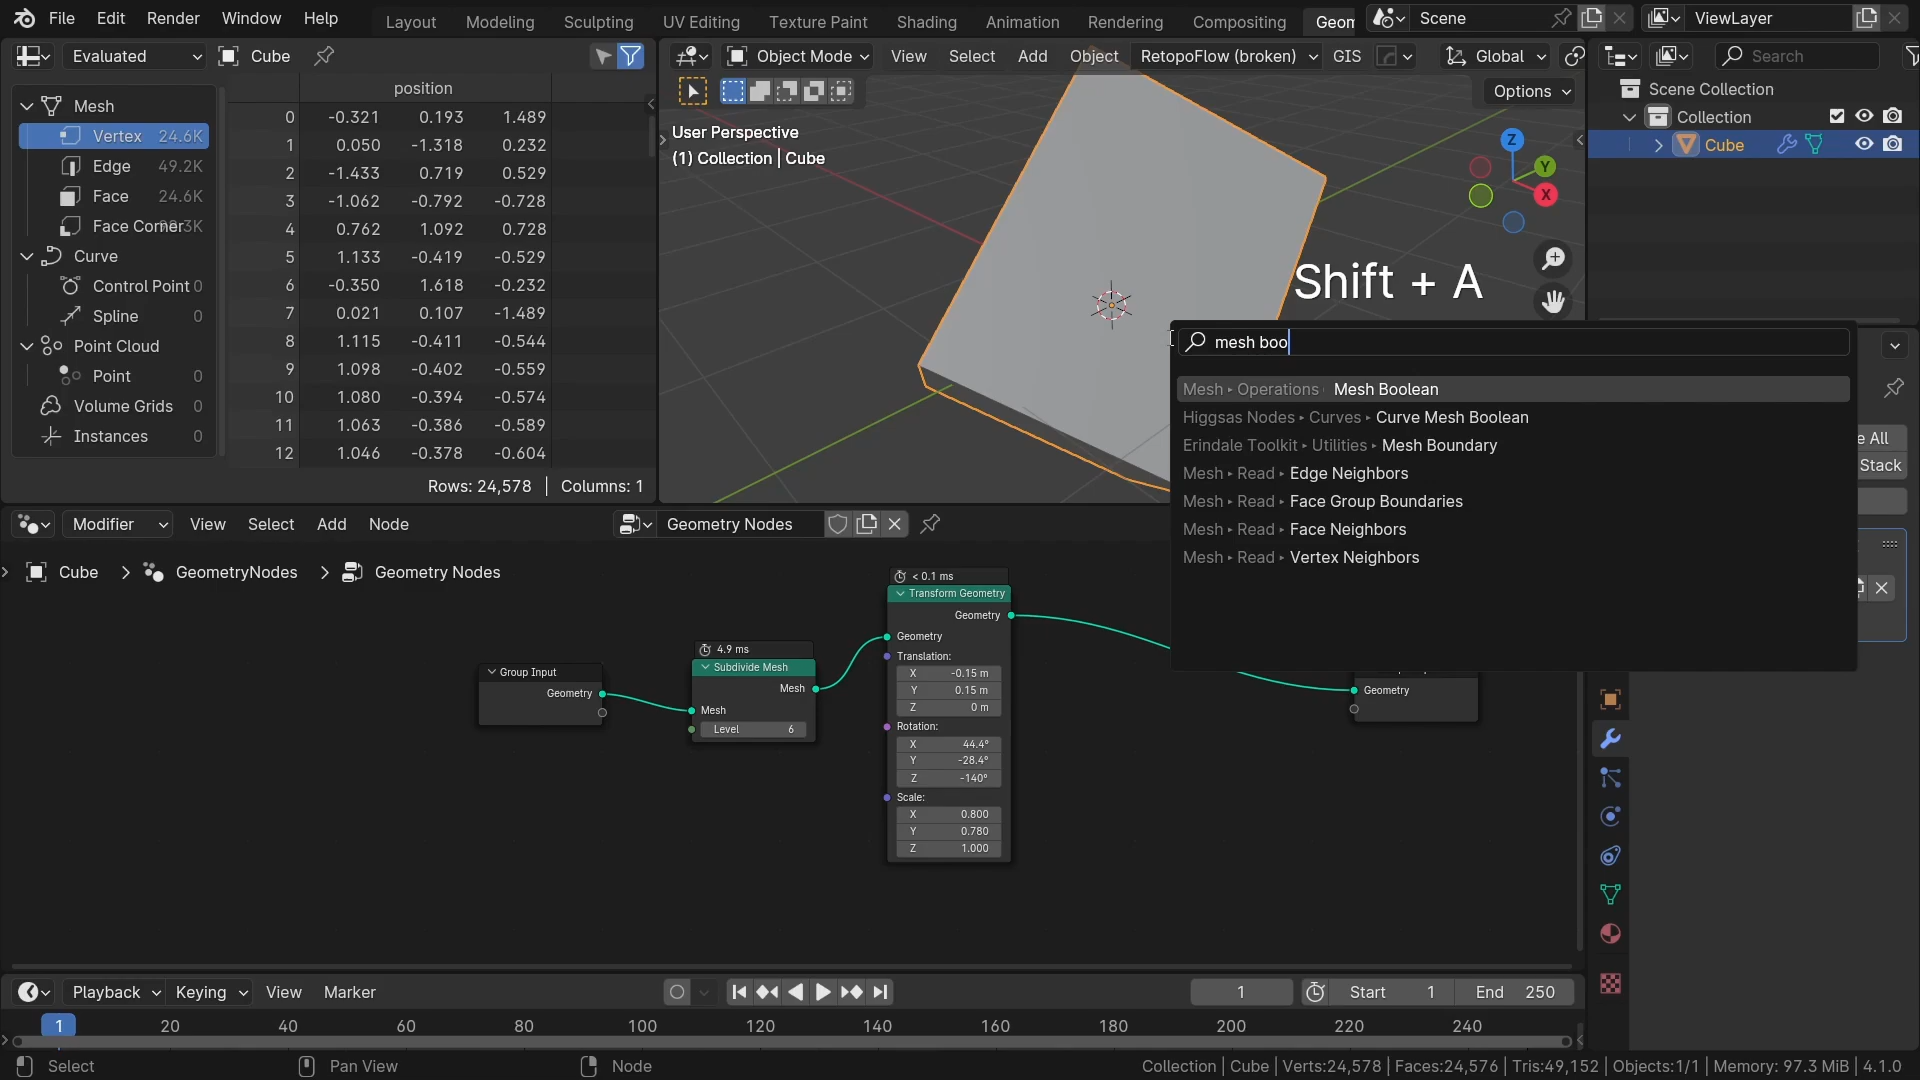 File Edit Render Window Help Layout Modeling Sculpting UV Editing Texture Paint Shading Animation Rendering Compositing Geom Scene ViewLayer
Evaluated Cube
Object Mode View Select Add Object RetopoFlow (broken) GIS Global
Search
position
Mesh
Vertex 24.6K
Edge 49.2K
Face 24.6K
Face Corner
Curve
Control Point 0
Spline 0
Point Cloud
Point 0
Volume Grids 0
Instances 0
0 -0.321 0.193 1.489
1 0.050 -1.318 0.232
2 -1.433 0.719 0.529
3 -1.062 -0.792 -0.728
4 0.762 1.092 0.728
5 1.133 -0.419 -0.529
6 -0.350 1.618 -0.232
7 0.021 0.107 -1.489
8 1.115 -0.411 -0.544
9 1.098 -0.402 -0.559
10 1.080 -0.394 -0.574
11 1.063 -0.386 -0.589
12 1.046 -0.378 -0.604
Rows: 24,578 | Columns: 1
Options
User Perspective
(1) Collection | Cube
Z
Y
X
Shift + A
Scene Collection
Collection
Cube
mesh boo
Mesh ▸ Operations ▸ Mesh Boolean
Higgsas Nodes ▸ Curves ▸ Curve Mesh Boolean
Erindale Toolkit ▸ Utilities ▸ Mesh Boundary
Mesh ▸ Read ▸ Edge Neighbors
Mesh ▸ Read ▸ Face Group Boundaries
Mesh ▸ Read ▸ Face Neighbors
Mesh ▸ Read ▸ Vertex Neighbors
e All
Stack
Modifier View Select Add Node Geometry Nodes
Cube > GeometryNodes > Geometry Nodes
Group Input
Geometry
4.9 ms
Subdivide Mesh
Mesh
Mesh
Level 6
< 0.1 ms
Transform Geometry
Geometry
Geometry
Translation:
X -0.15 m
Y 0.15 m
Z 0 m
Rotation:
X 44.4°
Y -28.4°
Z -140°
Scale:
X 0.800
Y 0.780
Z 1.000
Geometry
Playback Keying View Marker 1 Start 1 End 250
1 20 40 60 80 100 120 140 160 180 200 220 240
Select Pan View Node Collection | Cube | Verts:24,578 | Faces:24,576 | Tris:49,152 | Objects:1/1 | Memory: 97.3 MiB | 4.1.0